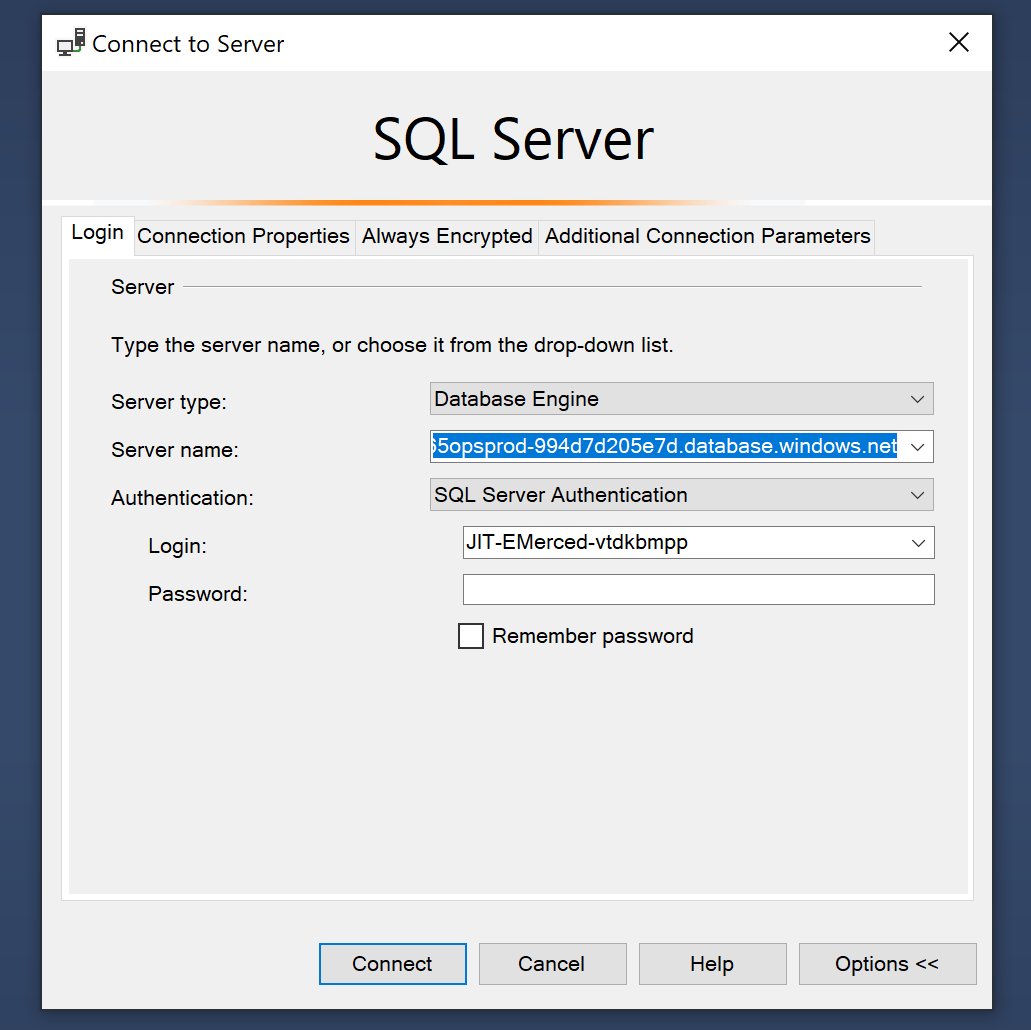 Connect to Server
SQL Server
Login Connection Properties Always Encrypted Additional Connection Parameters
Server
Type the server name, or choose it from the drop-down list.
Server type: Database Engine
Server name: 5opsprod-994d7d205e7d.database.windows.net
Authentication: SQL Server Authentication
Login: JIT-EMerced-vtdkbmpp
Password:
Remember password
Connect Cancel Help Options <<